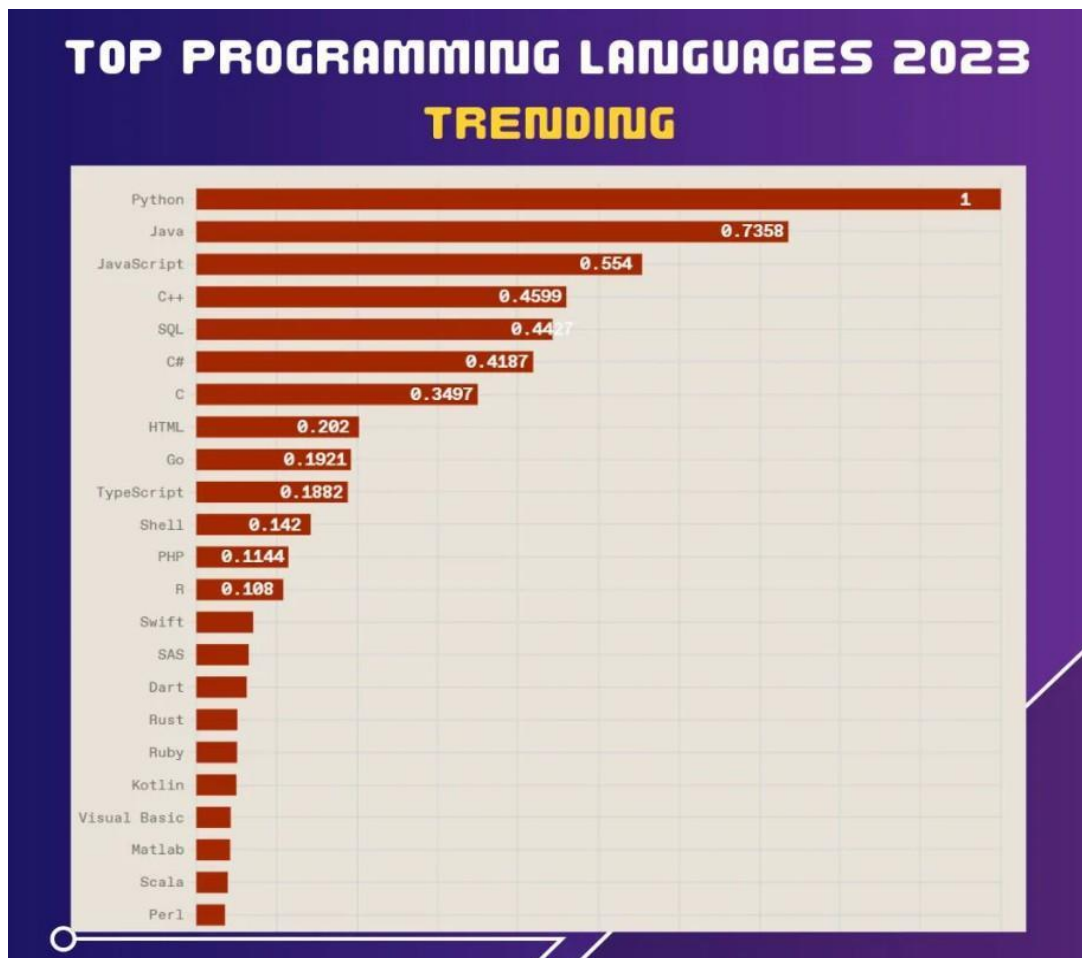 TOP PROGRAMMING LANGUAGES 2023
TRENDING
Python 1
Java 0.7358
JavaScript 0.554
C++ 0.4599
SQL 0.4427
C# 0.4187
C 0.3497
HTML 0.202
Go 0.1921
TypeScript 0.1882
Shell 0.142
PHP 0.1144
R 0.108
Swift
SAS
Dart
Rust
Ruby
Kotlin
Visual Basic
Matlab
Scala
Perl